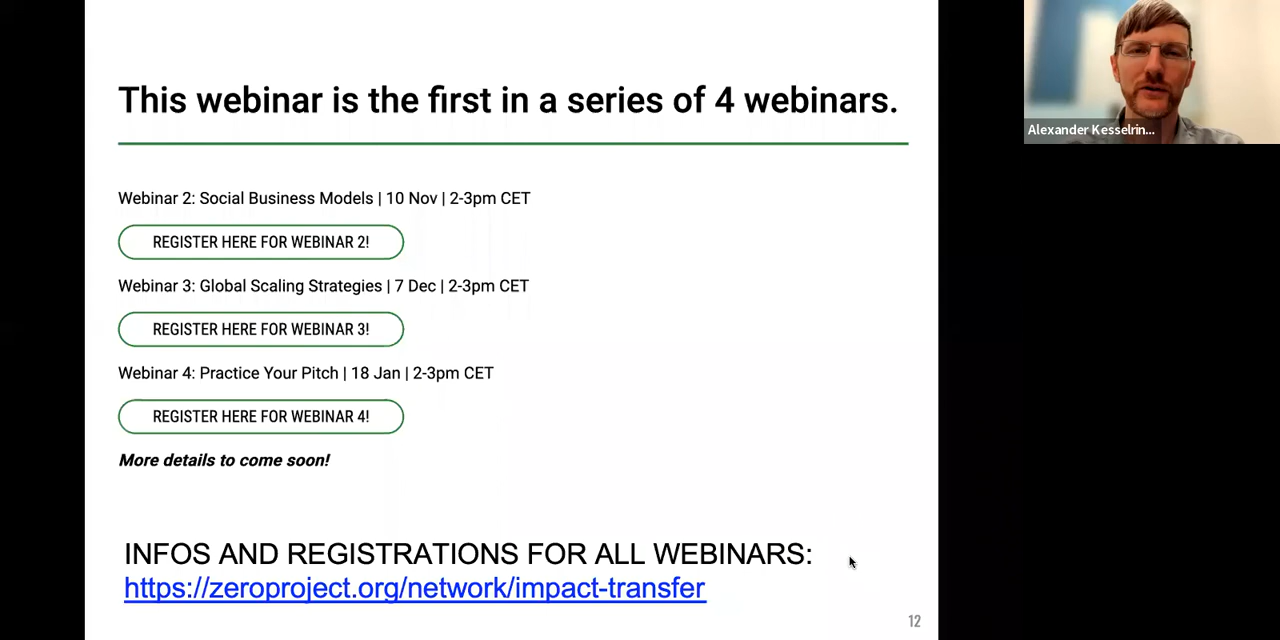 This webinar is the first in a series of 4 webinars.
Alexander Kesselrin...
Webinar 2: Social Business Models | 10 Nov | 2-3pm CET
REGISTER HERE FOR WEBINAR 2!
Webinar 3: Global Scaling Strategies | 7 Dec | 2-3pm CET
REGISTER HERE FOR WEBINAR 3!
Webinar 4: Practice Your Pitch | 18 Jan | 2-3pm CET
REGISTER HERE FOR WEBINAR 4!
More details to come soon!
INFOS AND REGISTRATIONS FOR ALL WEBINARS:
https://zeroproject.org/network/impact-transfer
12